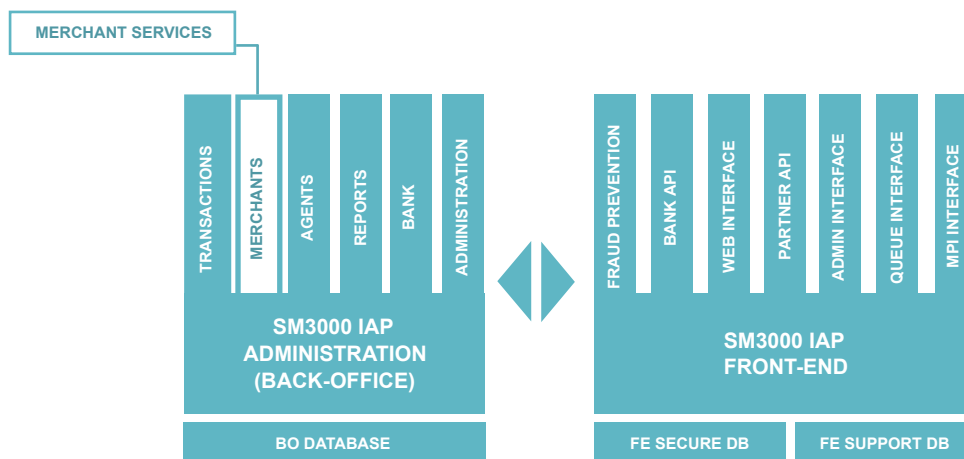 MERCHANT SERVICES
TRANSACTIONS
MERCHANTS
AGENTS
REPORTS
BANK
ADMINISTRATION
SM3000 IAP
ADMINISTRATION
(BACK-OFFICE)
BO DATABASE
FRAUD PREVENTION
BANK API
WEB INTERFACE
PARTNER API
ADMIN INTERFACE
QUEUE INTERFACE
MPI INTERFACE
SM3000 IAP
FRONT-END
FE SECURE DB
FE SUPPORT DB